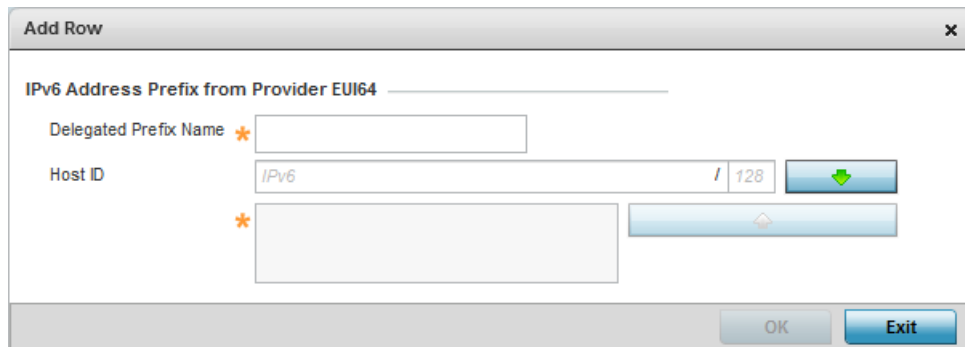 Add Row ×
IPv6 Address Prefix from Provider EUI64
Delegated Prefix Name *
Host ID IPv6 / 128
*
OK Exit